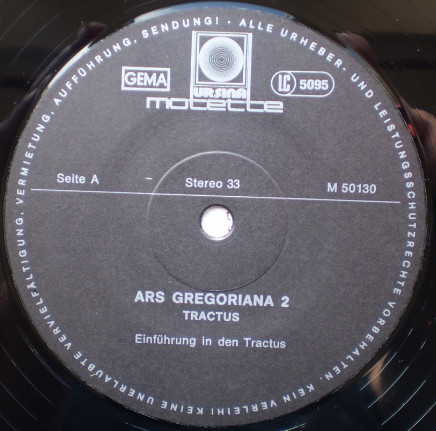 ALLE URHEBER- UND LEISTUNGSSCHUTZRECHTE VORBEHALTEN. KEIN VERLEIH! KEINE UNERLAUBTE VERVIELFÄLTIGUNG, VERMIETUNG, AUFFÜHRUNG, SENDUNG! ·
GEMA
URSINA
motette
LC 5095
Seite A
Stereo 33
M 50130
ARS GREGORIANA 2
TRACTUS
Einführung in den Tractus